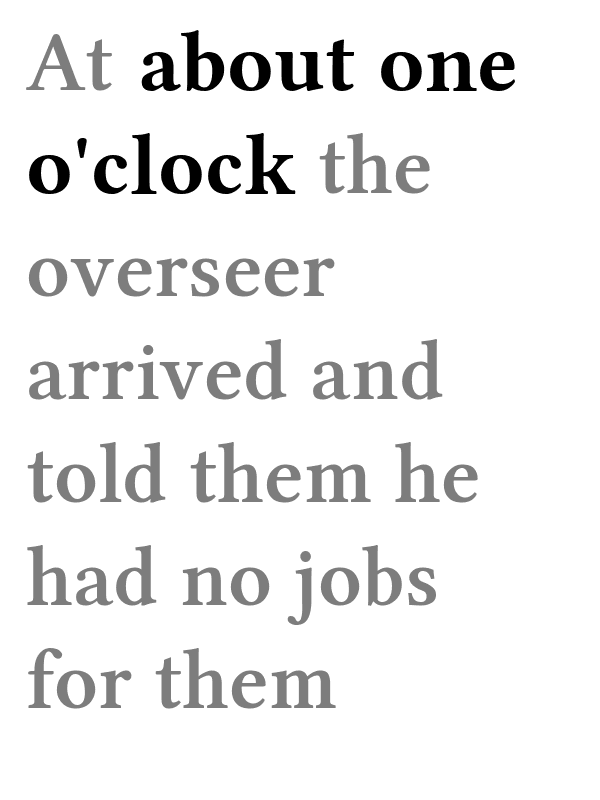 At about one
o'clock the
overseer
arrived and
told them he
had no jobs
for them